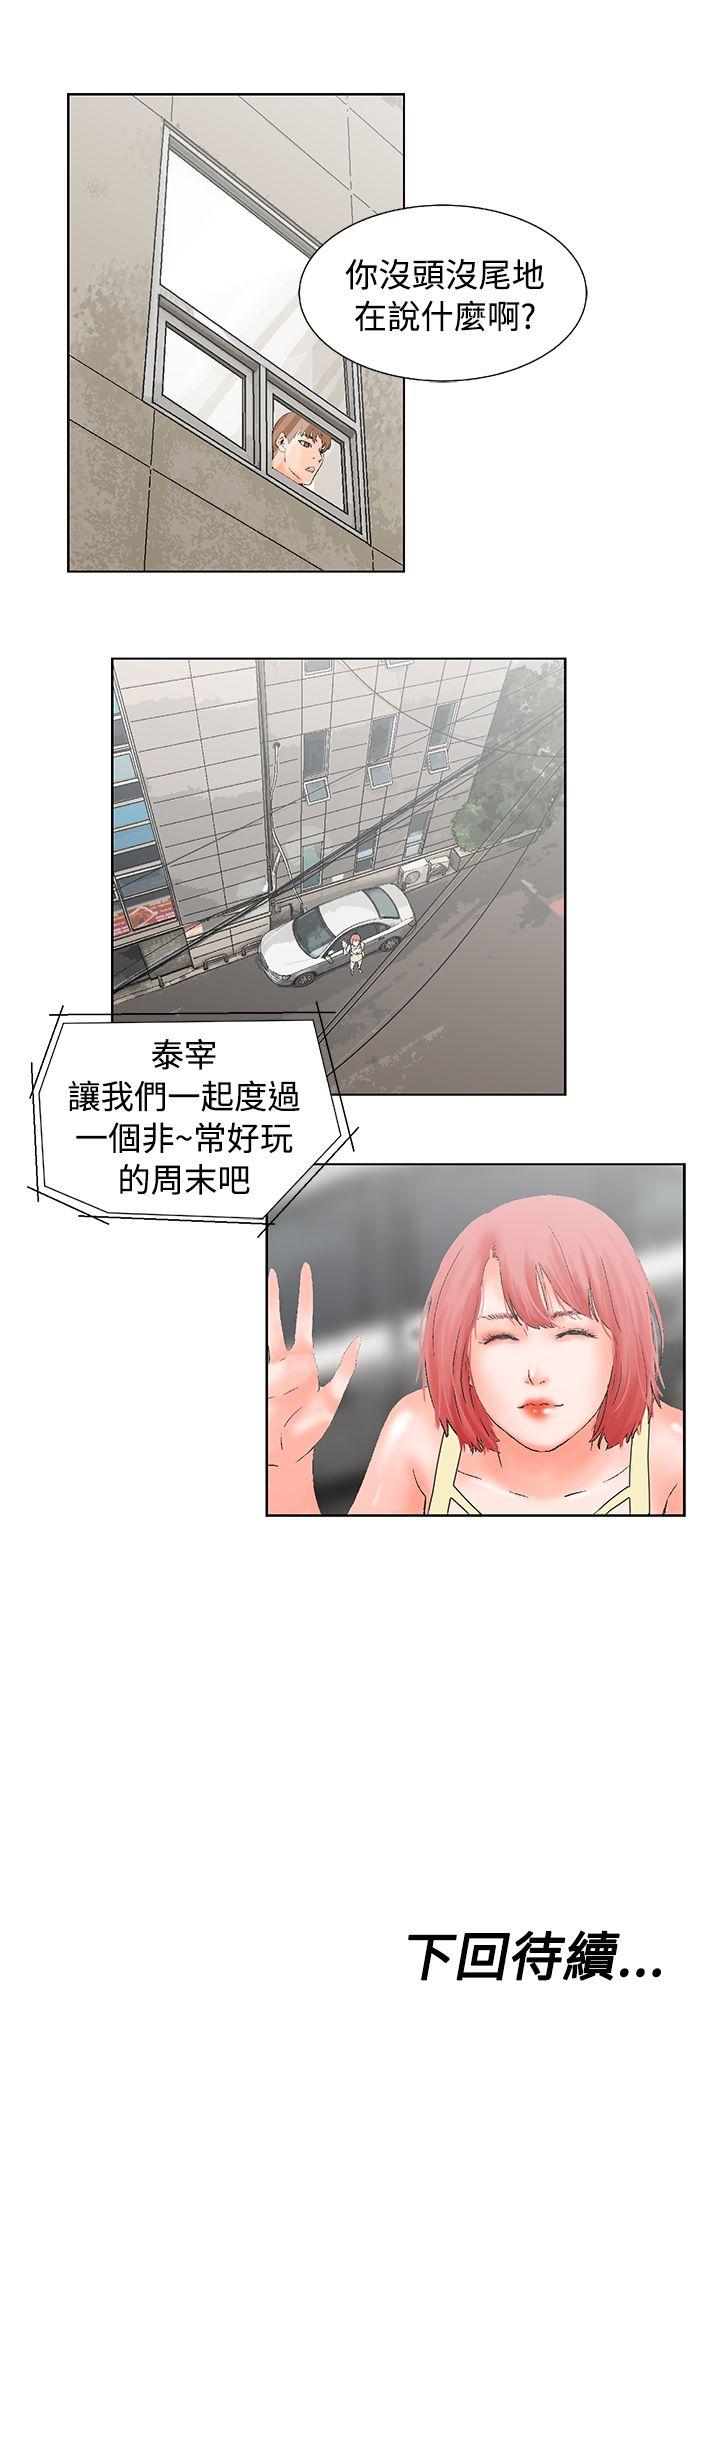 你沒頭沒尾地
在說什麼啊?
泰宰
讓我們一起度過
一個非~常好玩
的周末吧
下回待續...